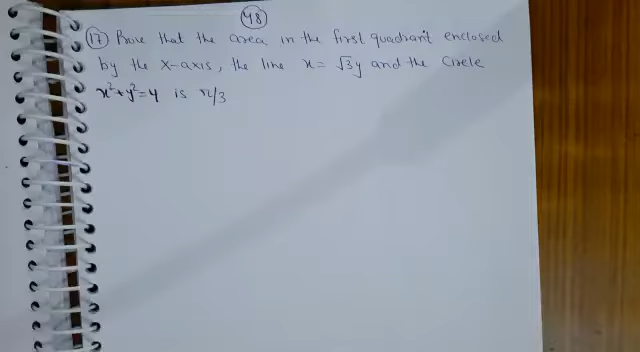 48
17 Prove that the area in the first quadrant enclosed
by the x-axis, the line x = √3y and the Circle
x²+y²=4 is π/3